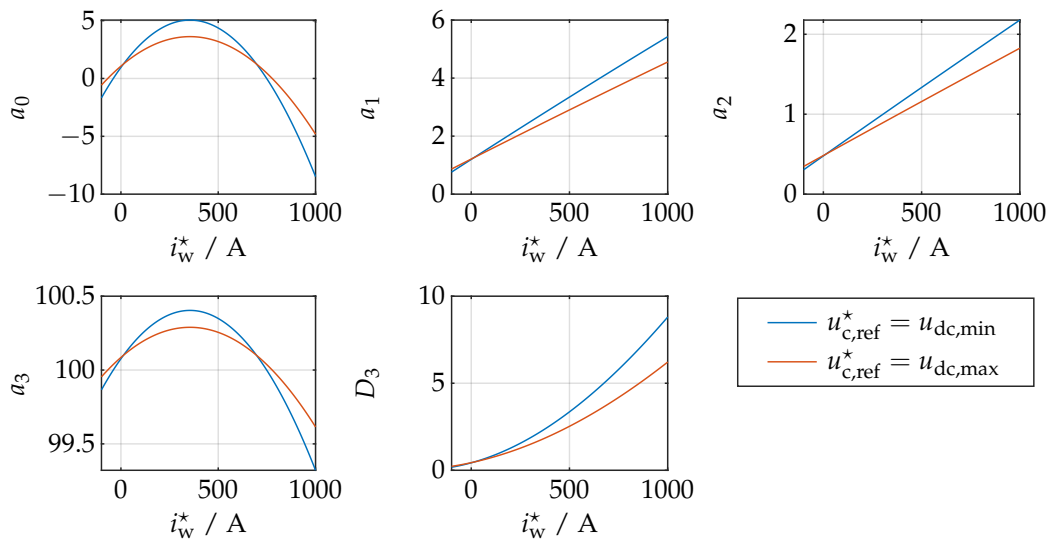 5
0
−5
−10
a₀
0 500 1000
i*w / A
6
4
2
0
a₁
0 500 1000
i*w / A
2
1
0
a₂
0 500 1000
i*w / A
100.5
100
99.5
a₃
0 500 1000
i*w / A
10
5
0
D₃
0 500 1000
i*w / A
u*c,ref = udc,min
u*c,ref = udc,max